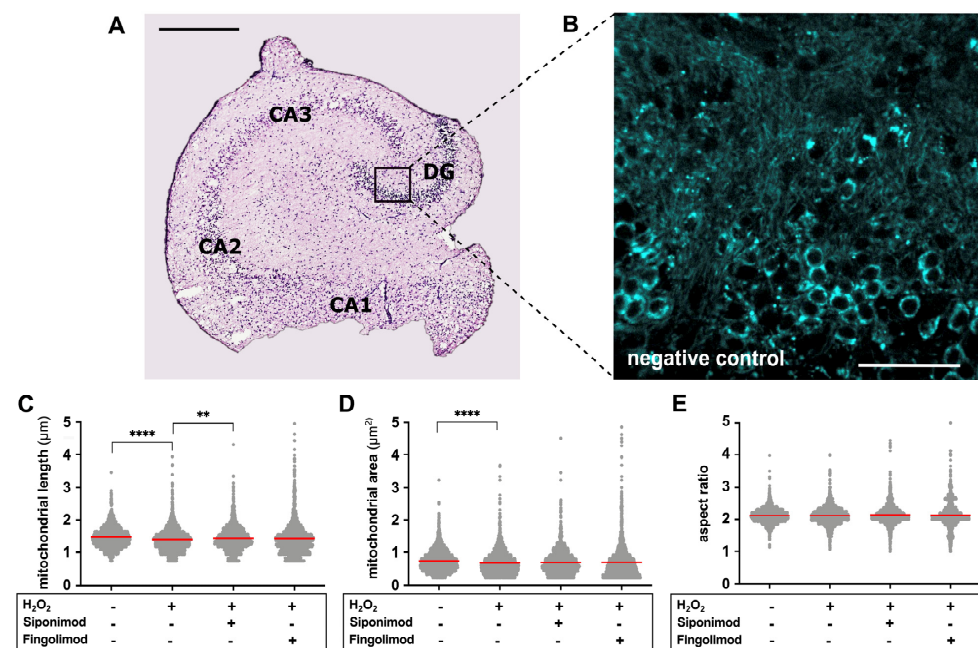 A
B
CA3
DG
CA2
CA1
negative control
C
mitochondrial length (µm)
5
4
3
2
1
0
****
**
H₂O₂ - + + +
Siponimod - - + -
Fingolimod - - - +
D
mitochondrial area (µm²)
5
4
3
2
1
0
****
H₂O₂ - + + +
Siponimod - - + -
Fingolimod - - - +
E
aspect ratio
5
4
3
2
1
0
H₂O₂ - + + +
Siponimod - - + -
Fingolimod - - - +